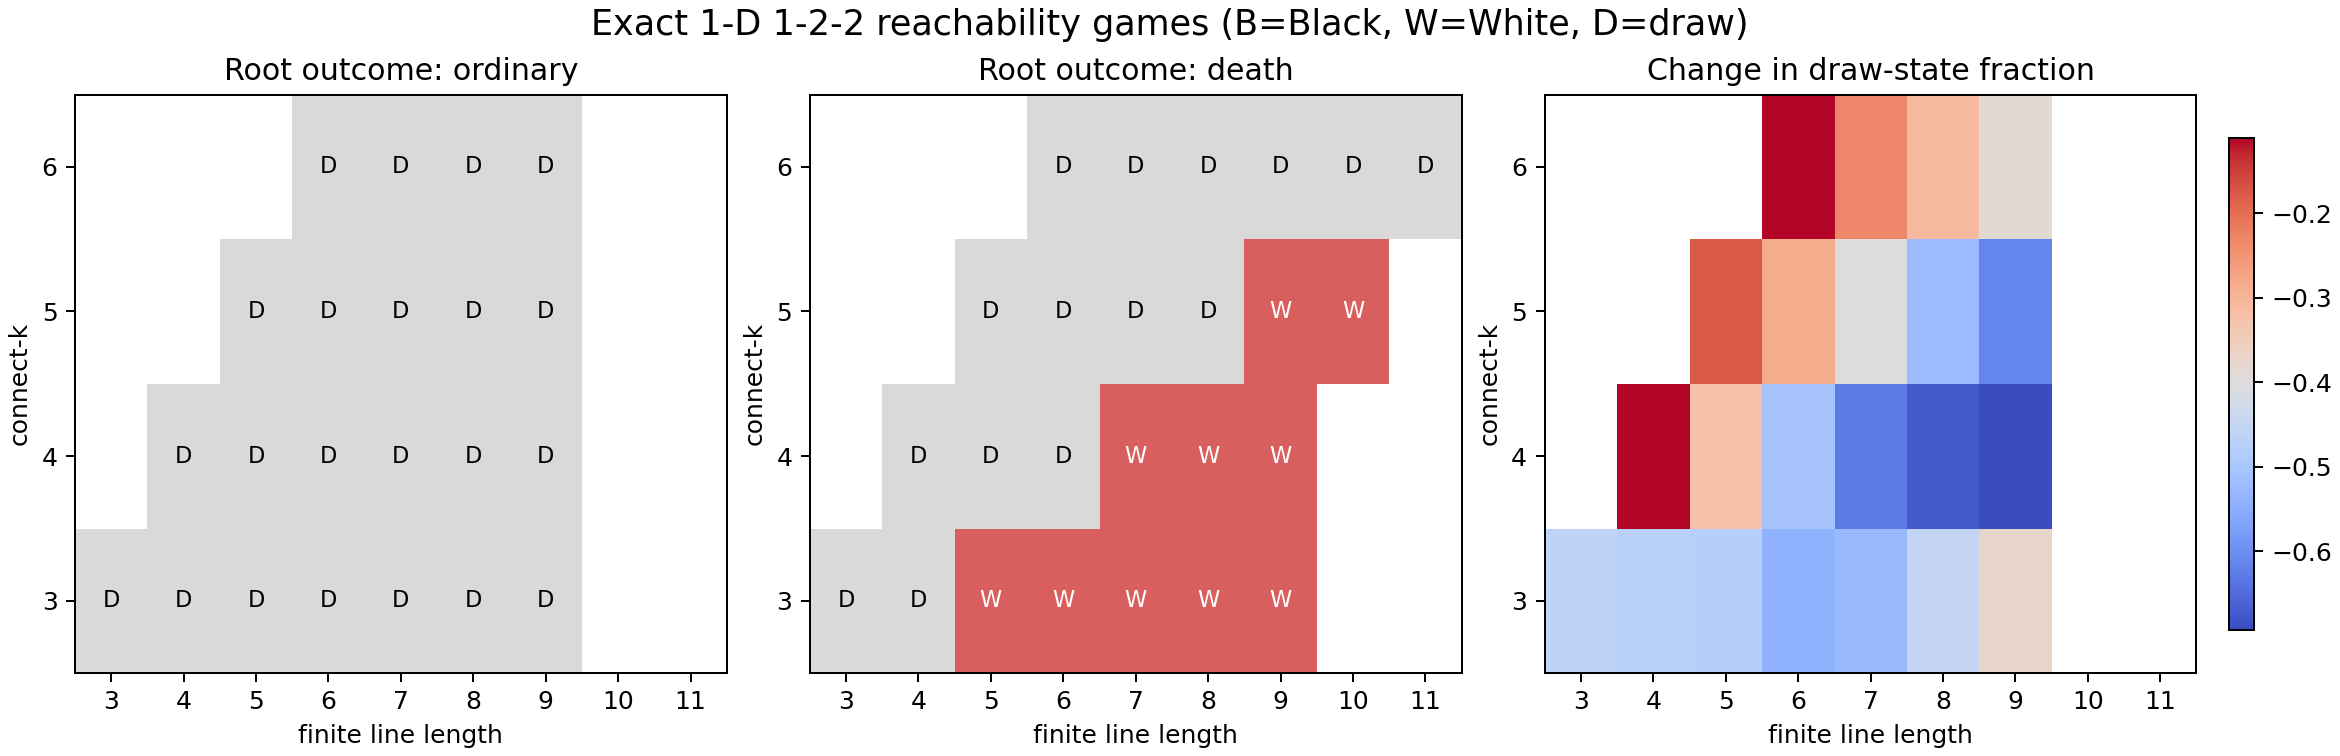 Exact 1-D 1-2-2 reachability games (B=Black, W=White, D=draw)
Root outcome: ordinary
connect-k
6
5
4
3
D D D D
D D D D D
D D D D D D
D D D D D D D
3 4 5 6 7 8 9 10 11
finite line length
Root outcome: death
connect-k
6
5
4
3
D D D D D D
D D D D W W
D D D W W W
D D W W W W W
3 4 5 6 7 8 9 10 11
finite line length
Change in draw-state fraction
connect-k
6
5
4
3
3 4 5 6 7 8 9 10 11
finite line length
−0.2
−0.3
−0.4
−0.5
−0.6